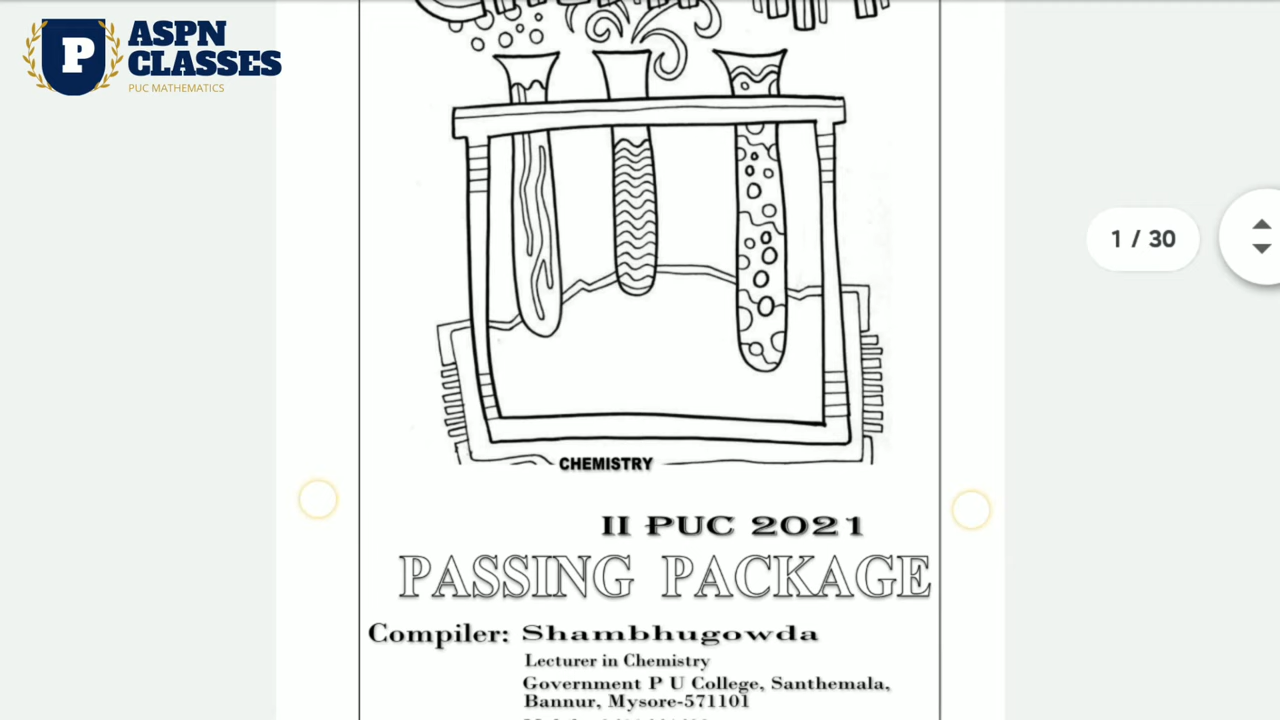 P
ASPN
CLASSES
PUC MATHEMATICS
1 / 30
CHEMISTRY
II PUC 2021
PASSING PACKAGE
Compiler: Shambhugowda
Lecturer in Chemistry
Government P U College, Santhemala,
Bannur, Mysore-571101